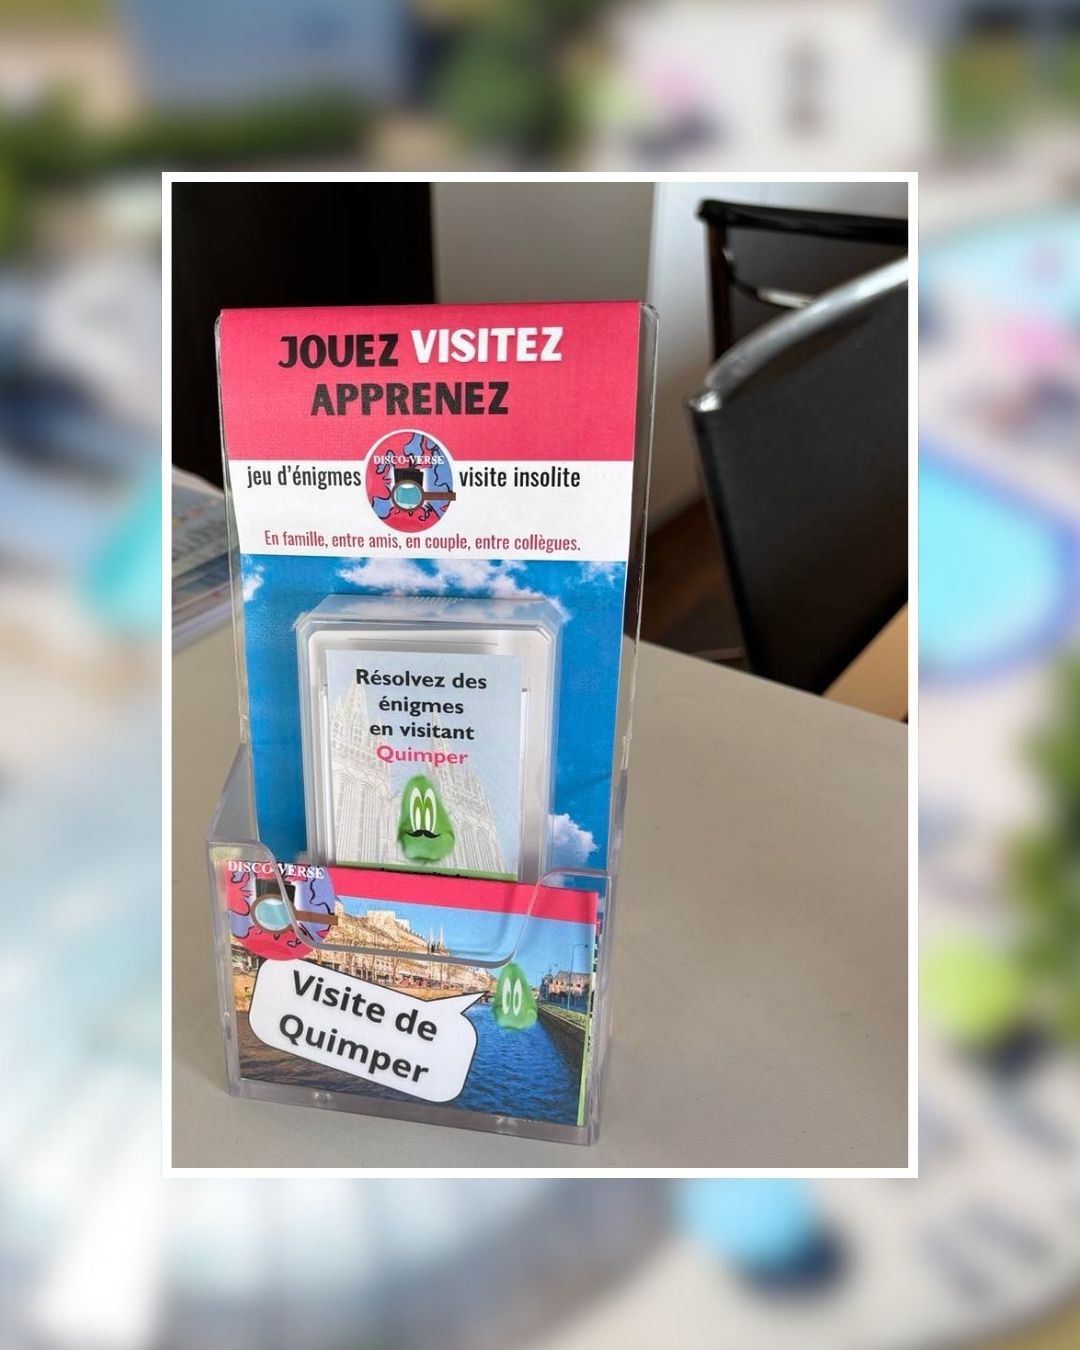 JOUEZ VISITEZ
APPRENEZ
jeu d'énigmes
DISCO-VERSE
visite insolite
En famille, entre amis, en couple, entre collègues.
Résolvez des
énigmes
en visitant
Quimper
DISCO-VERSE
Visite de
Quimper